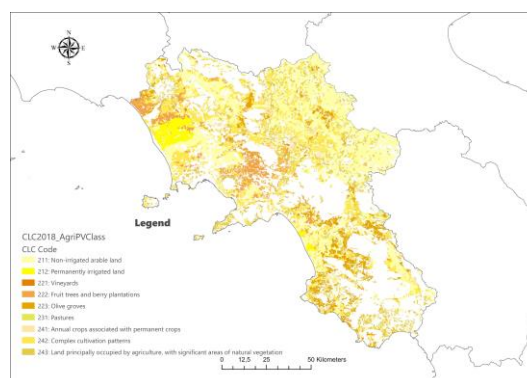 N
W E
S
Legend
CLC2018_AgriPVClass
CLC Code
211: Non-irrigated arable land
212: Permanently irrigated land
221: Vineyards
222: Fruit trees and berry plantations
223: Olive groves
231: Pastures
241: Annual crops associated with permanent crops
242: Complex cultivation patterns
243: Land principally occupied by agriculture, with significant areas of natural vegetation
0 12,5 25 50 Kilometers